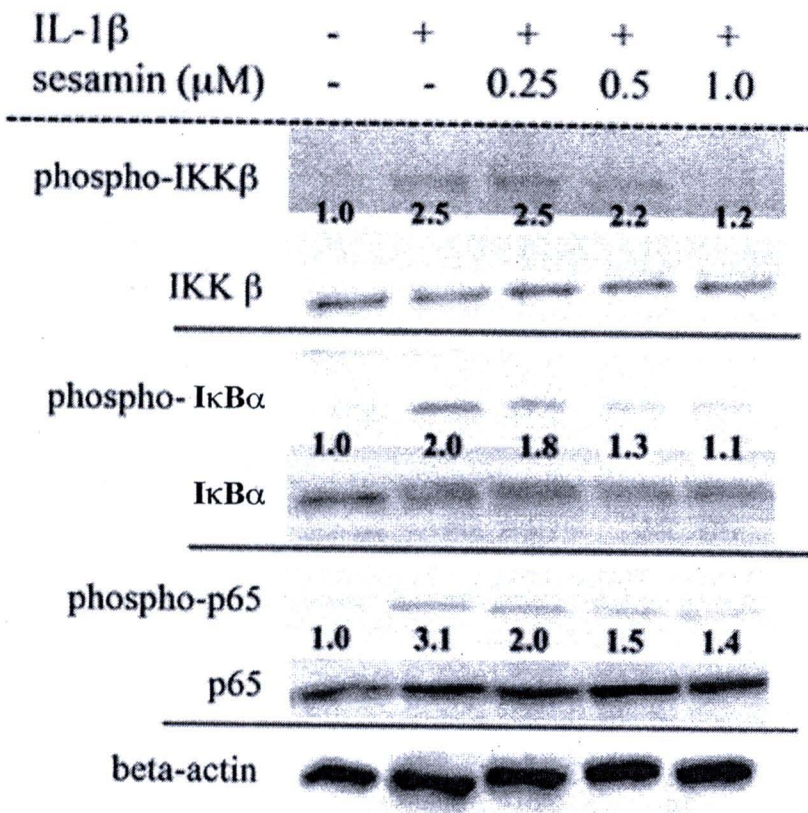 IL-1β - + + + +
sesamin (μM) - - 0.25 0.5 1.0
phospho-IKKβ
1.0 2.5 2.5 2.2 1.2
IKK β
phospho- IκBα
1.0 2.0 1.8 1.3 1.1
IκBα
phospho-p65
1.0 3.1 2.0 1.5 1.4
p65
beta-actin